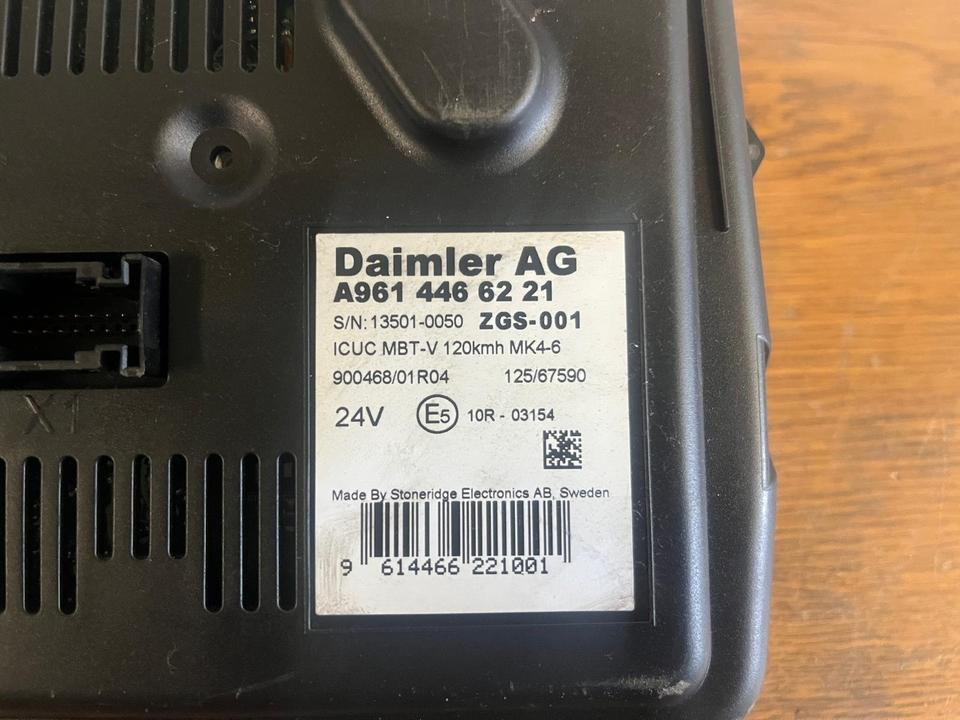 Daimler AG
A961 446 62 21
S/N: 13501-0050 ZGS-001
ICUC MBT-V 120kmh MK4-6
900468/01R04 125/67590
24V E5 10R - 03154
Made By Stoneridge Electronics AB, Sweden
9 614466 221001
X1